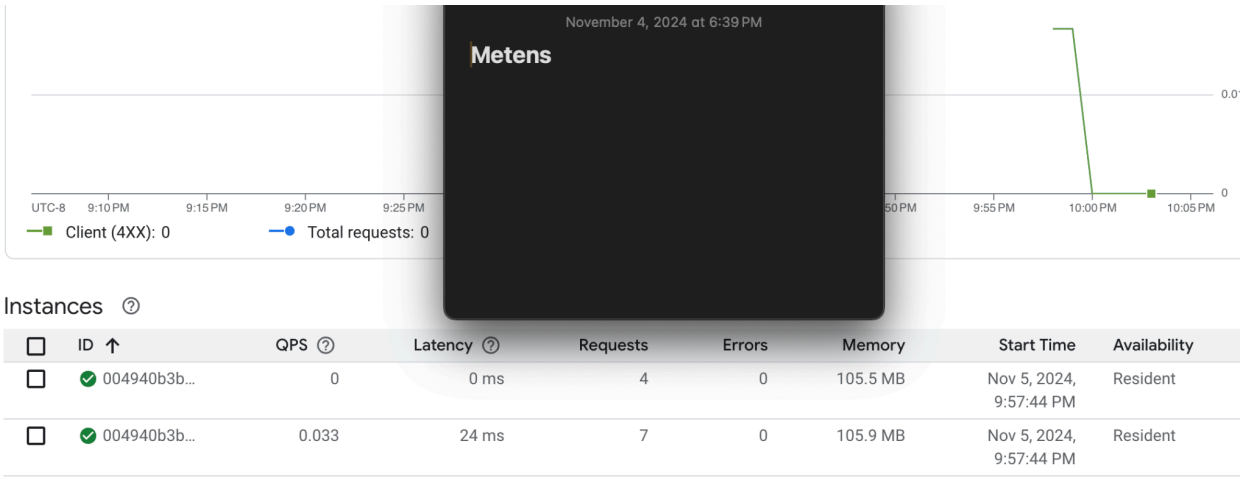 November 4, 2024 at 6:39 PM
Metens
0
UTC-8 9:10 PM 9:15 PM 9:20 PM 9:25 PM 9:55 PM 10:00 PM 10:05 PM
Client (4XX): 0 Total requests: 0
Instances
ID QPS Latency Requests Errors Memory Start Time Availability
004940b3b... 0 0 ms 4 0 105.5 MB Nov 5, 2024, Resident
9:57:44 PM
004940b3b... 0.033 24 ms 7 0 105.9 MB Nov 5, 2024, Resident
9:57:44 PM